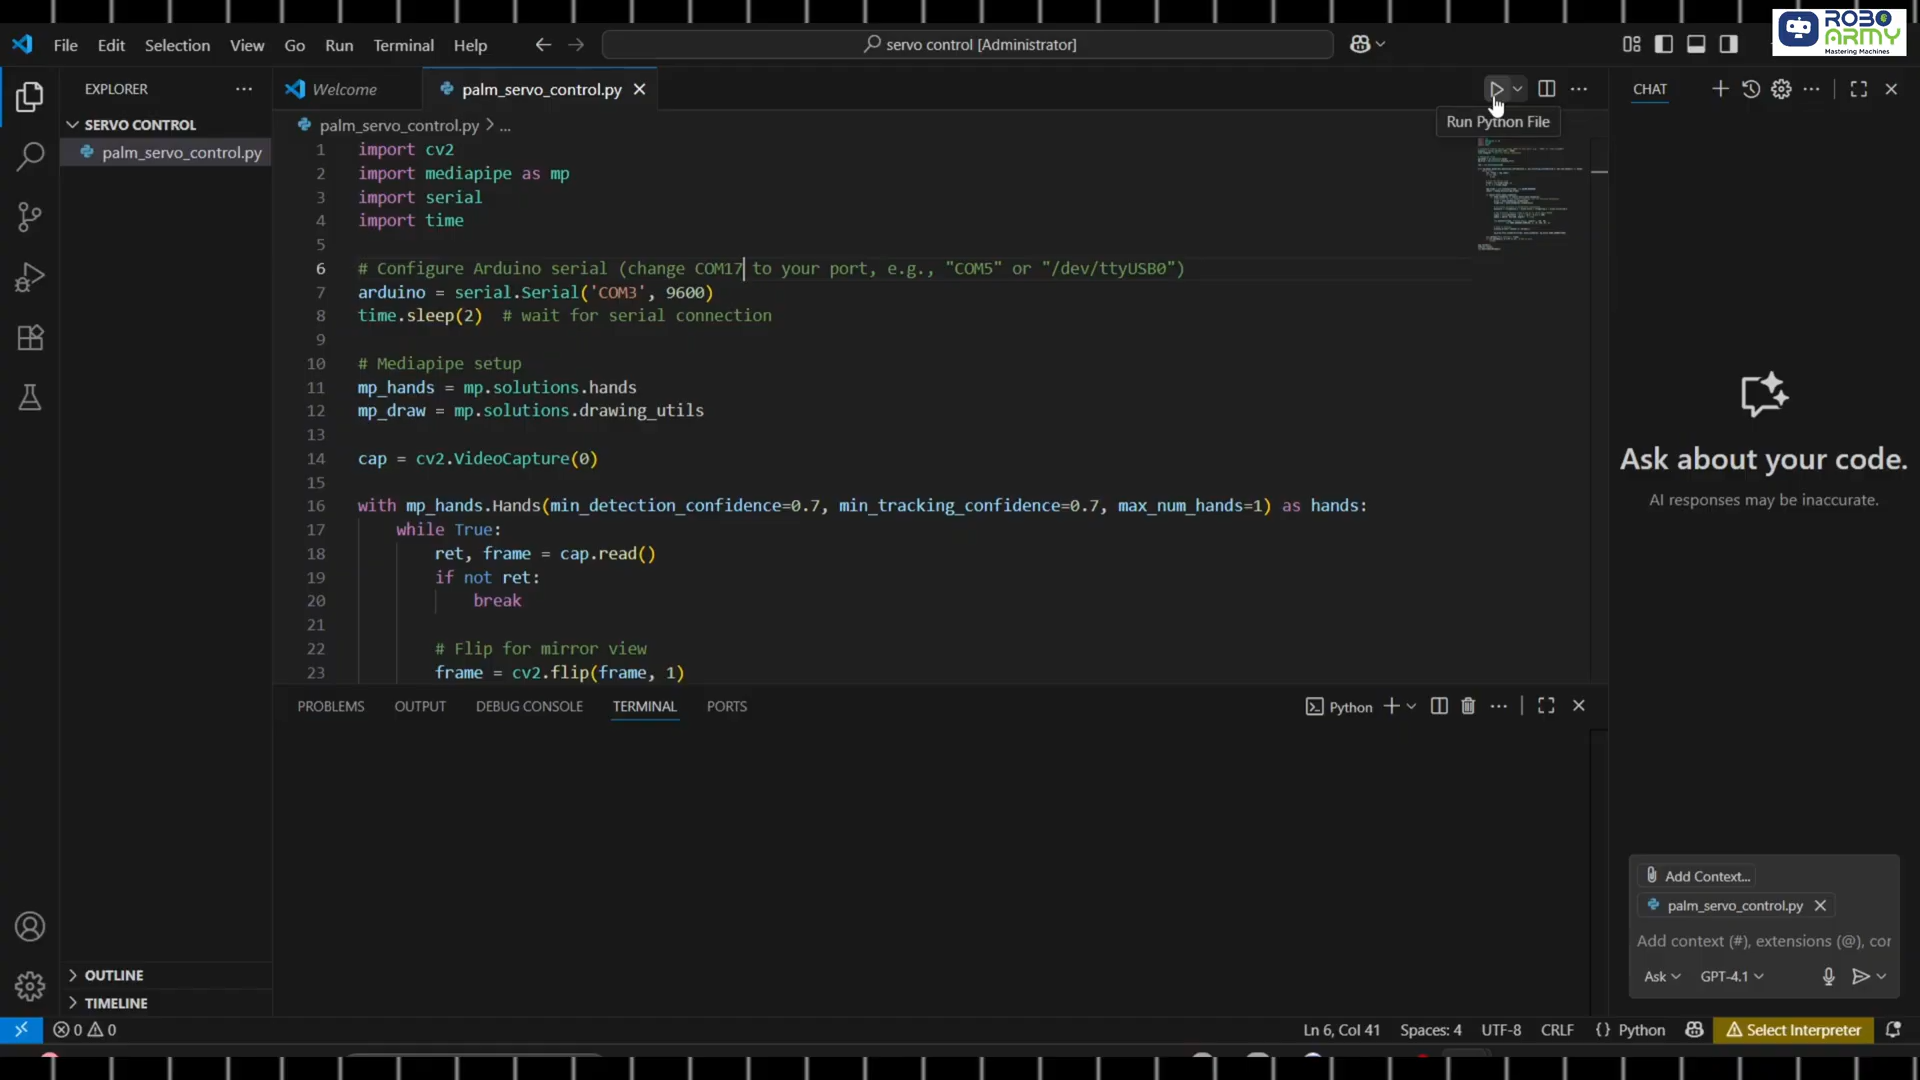 ROBO
ARMY
Mastering Machines
File Edit Selection View Go Run Terminal Help
servo control [Administrator]
EXPLORER
Welcome
palm_servo_control.py
CHAT
SERVO CONTROL
palm_servo_control.py
palm_servo_control.py > ...
Run Python File
1 import cv2
2 import mediapipe as mp
3 import serial
4 import time
5
6 # Configure Arduino serial (change COM17 to your port, e.g., "COM5" or "/dev/ttyUSB0")
7 arduino = serial.Serial('COM3', 9600)
8 time.sleep(2)  # wait for serial connection
9
10 # Mediapipe setup
11 mp_hands = mp.solutions.hands
12 mp_draw = mp.solutions.drawing_utils
13
14 cap = cv2.VideoCapture(0)
15
16 with mp_hands.Hands(min_detection_confidence=0.7, min_tracking_confidence=0.7, max_num_hands=1) as hands:
17     while True:
18         ret, frame = cap.read()
19         if not ret:
20             break
21
22         # Flip for mirror view
23         frame = cv2.flip(frame, 1)
Ask about your code.
AI responses may be inaccurate.
PROBLEMS OUTPUT DEBUG CONSOLE TERMINAL PORTS
Python
Add Context...
palm_servo_control.py
Add context (#), extensions (@), cor
Ask GPT-4.1
OUTLINE
TIMELINE
0 0
Ln 6, Col 41 Spaces: 4 UTF-8 CRLF {} Python Select Interpreter